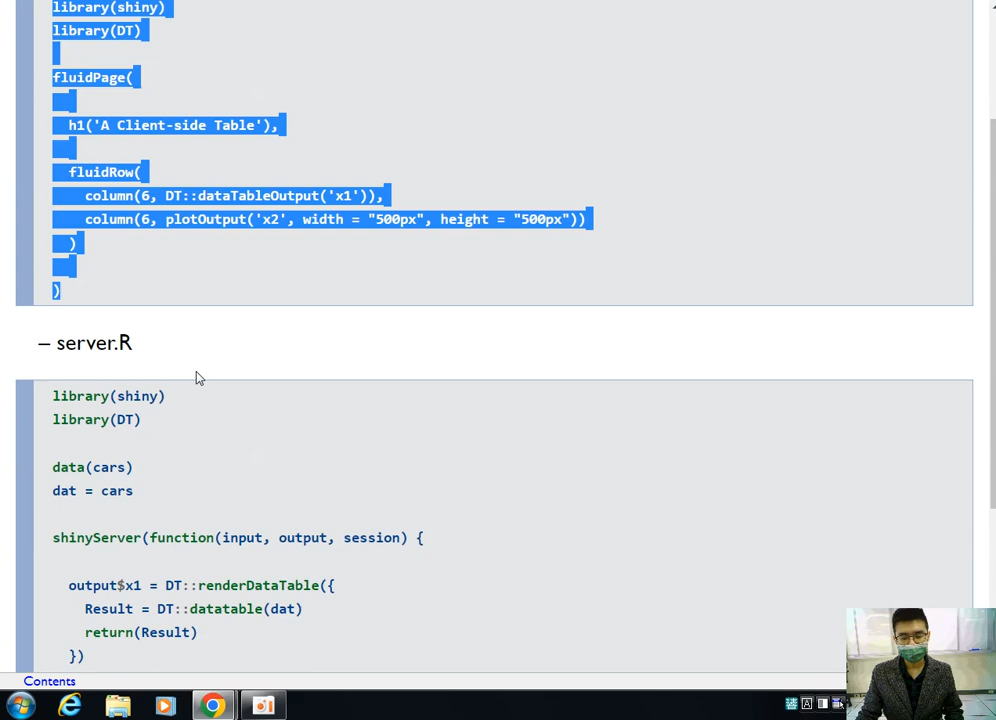 library(shiny)
library(DT)
fluidPage(
h1('A Client-side Table'),
fluidRow(
column(6, DT::dataTableOutput('x1')),
column(6, plotOutput('x2', width = "500px", height = "500px"))
)
)
– server.R
library(shiny)
library(DT)
data(cars)
dat = cars
shinyServer(function(input, output, session) {
output$x1 = DT::renderDataTable({
Result = DT::datatable(dat)
return(Result)
})
Contents